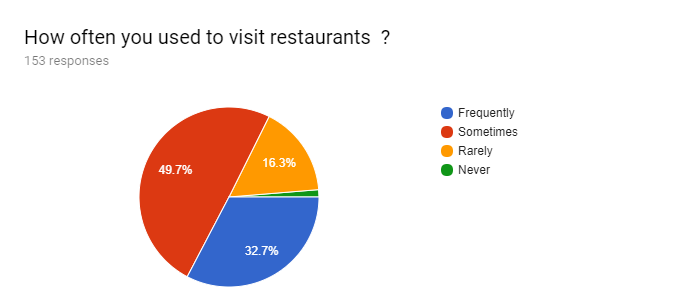 How often you used to visit restaurants  ?
153 responses
Frequently
Sometimes
Rarely
Never
49.7%
16.3%
32.7%